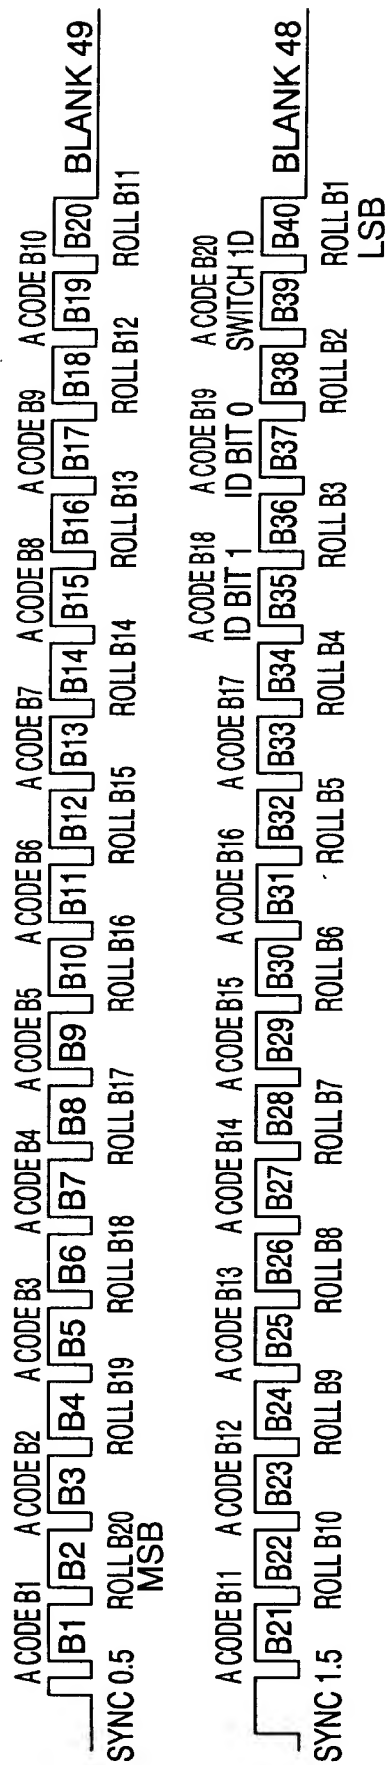 A CODE B1 A CODE B2 A CODE B3 A CODE B4 A CODE B5 A CODE B6 A CODE B7 A CODE B8 A CODE B9 A CODE B10
B1 B2 B3 B4 B5 B6 B7 B8 B9 B10 B11 B12 B13 B14 B15 B16 B17 B18 B19 B20 BLANK 49
SYNC 0.5 ROLL B20 ROLL B19 ROLL B18 ROLL B17 ROLL B16 ROLL B15 ROLL B14 ROLL B13 ROLL B12 ROLL B11
MSB
A CODE B18 A CODE B19 A CODE B20
A CODE B11 A CODE B12 A CODE B13 A CODE B14 A CODE B15 A CODE B16 A CODE B17 ID BIT 1 ID BIT 0 SWITCH 1D
B21 B22 B23 B24 B25 B26 B27 B28 B29 B30 B31 B32 B33 B34 B35 B36 B37 B38 B39 B40 BLANK 48
SYNC 1.5 ROLL B10 ROLL B9 ROLL B8 ROLL B7 ROLL B6 ROLL B5 ROLL B4 ROLL B3 ROLL B2 ROLL B1
LSB